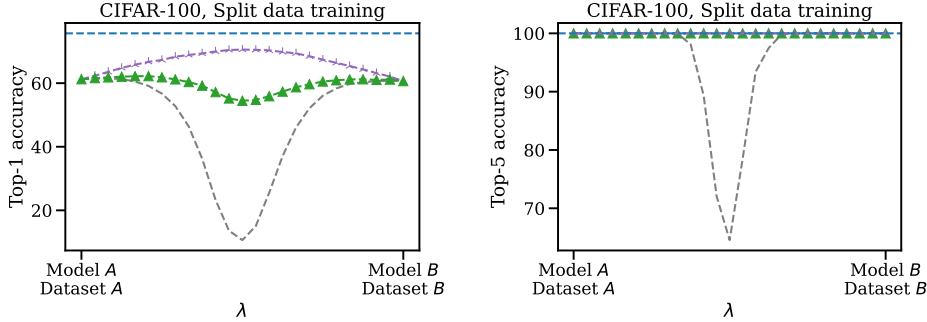 CIFAR-100, Split data training
Top-1 accuracy
60
40
20
Model A
Dataset A
Model B
Dataset B
λ
CIFAR-100, Split data training
Top-5 accuracy
100
90
80
70
Model A
Dataset A
Model B
Dataset B
λ